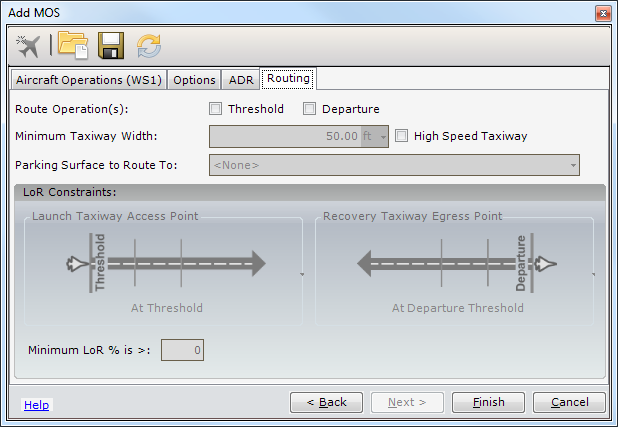 Add MOS
Aircraft Operations (WS1) Options ADR Routing
Route Operation(s): Threshold Departure
Minimum Taxiway Width: 50.00 ft High Speed Taxiway
Parking Surface to Route To: <None>
LoR Constraints:
Launch Taxiway Access Point
Threshold
At Threshold
Recovery Taxiway Egress Point
Departure
At Departure Threshold
Minimum LoR % is >: 0
Help < Back Next > Finish Cancel